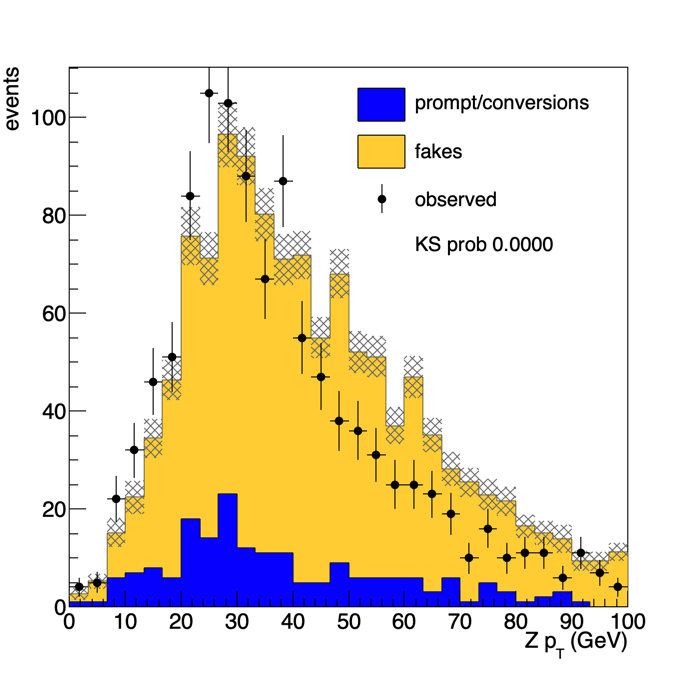 events
100
80
60
40
20
0
prompt/conversions
fakes
observed
KS prob 0.0000
0 10 20 30 40 50 60 70 80 90 100
Z pT (GeV)